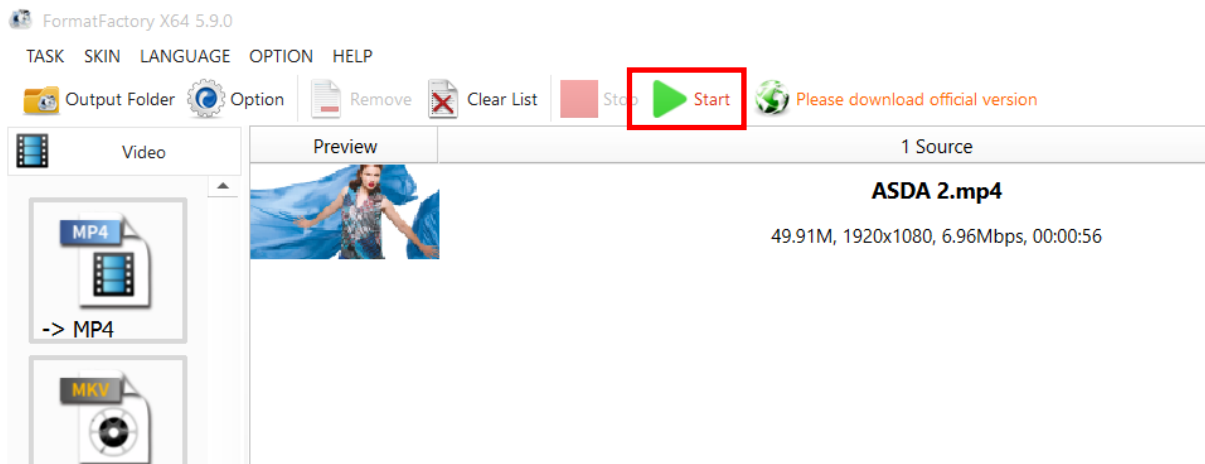 FormatFactory X64 5.9.0
TASK SKIN LANGUAGE OPTION HELP
Output Folder Option Remove Clear List Stop Start Please download official version
Video Preview 1 Source
ASDA 2.mp4
49.91M, 1920x1080, 6.96Mbps, 00:00:56
MP4
-> MP4
MKV